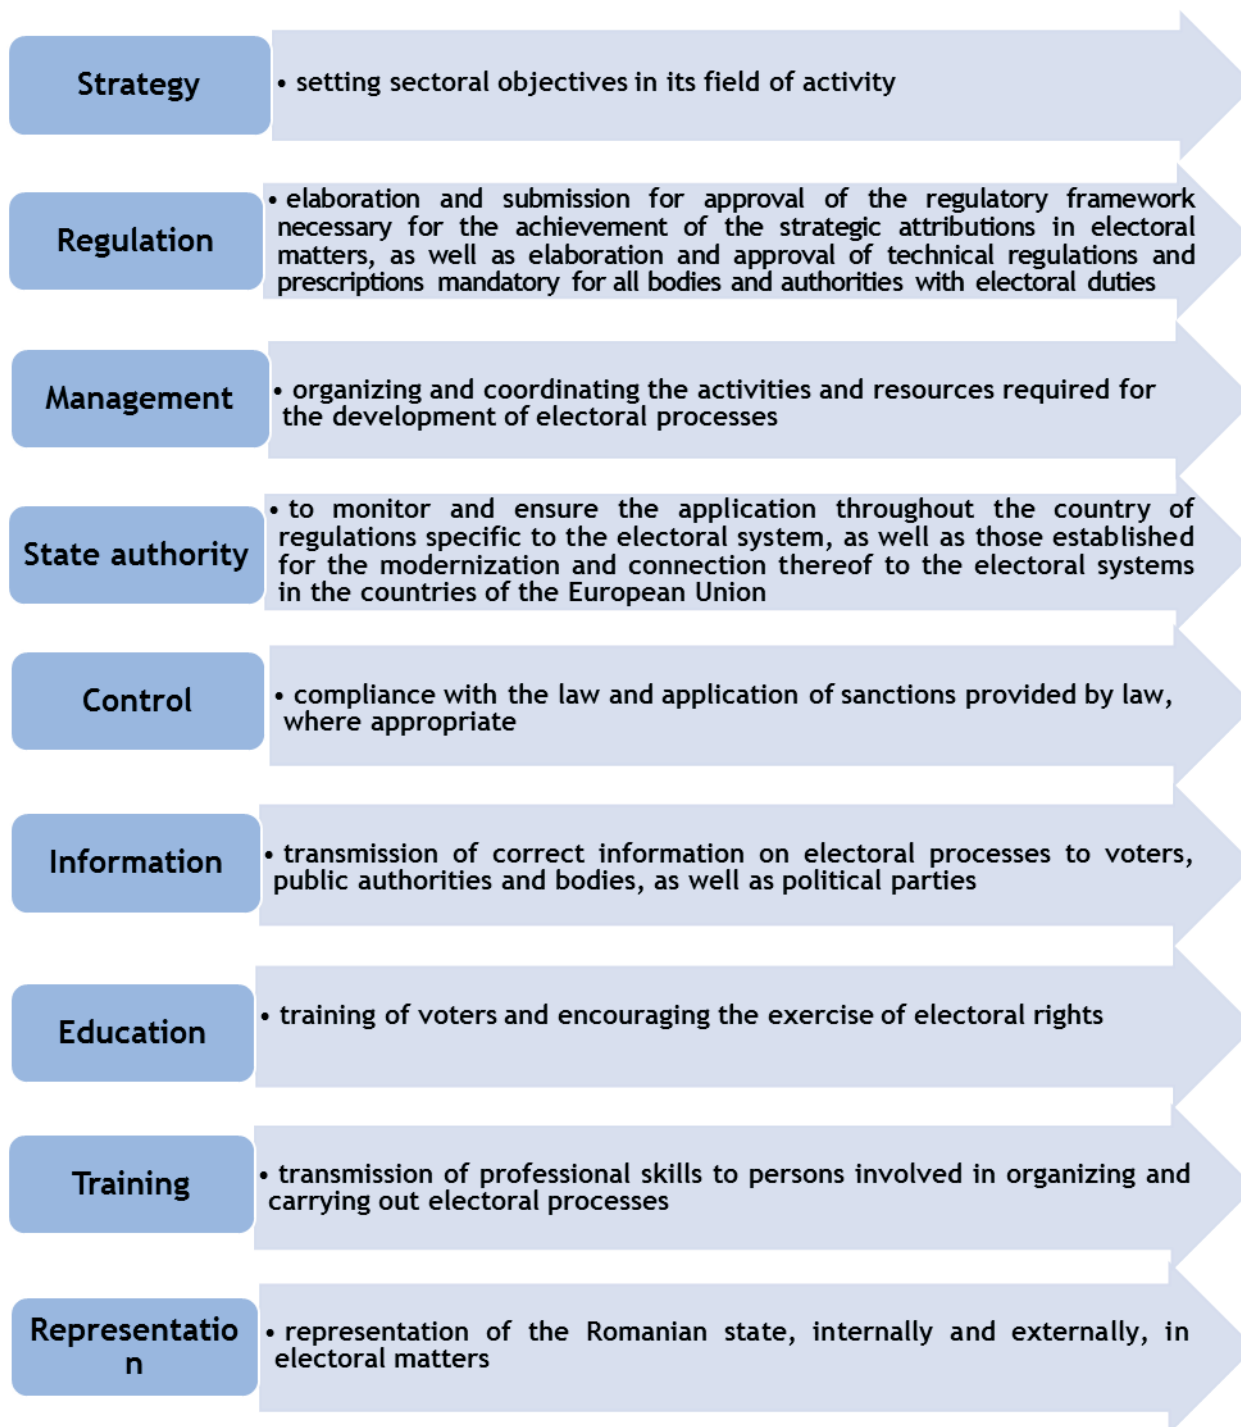 Strategy
• setting sectoral objectives in its field of activity
Regulation
• elaboration and submission for approval of the regulatory framework
necessary for the achievement of the strategic attributions in electoral
matters, as well as elaboration and approval of technical regulations and
prescriptions mandatory for all bodies and authorities with electoral duties
Management
• organizing and coordinating the activities and resources required for
the development of electoral processes
State authority
• to monitor and ensure the application throughout the country of
regulations specific to the electoral system, as well as those established
for the modernization and connection thereof to the electoral systems
in the countries of the European Union
Control
• compliance with the law and application of sanctions provided by law,
where appropriate
Information
• transmission of correct information on electoral processes to voters,
public authorities and bodies, as well as political parties
Education
• training of voters and encouraging the exercise of electoral rights
Training
• transmission of professional skills to persons involved in organizing and
carrying out electoral processes
Representatio
n
• representation of the Romanian state, internally and externally, in
electoral matters